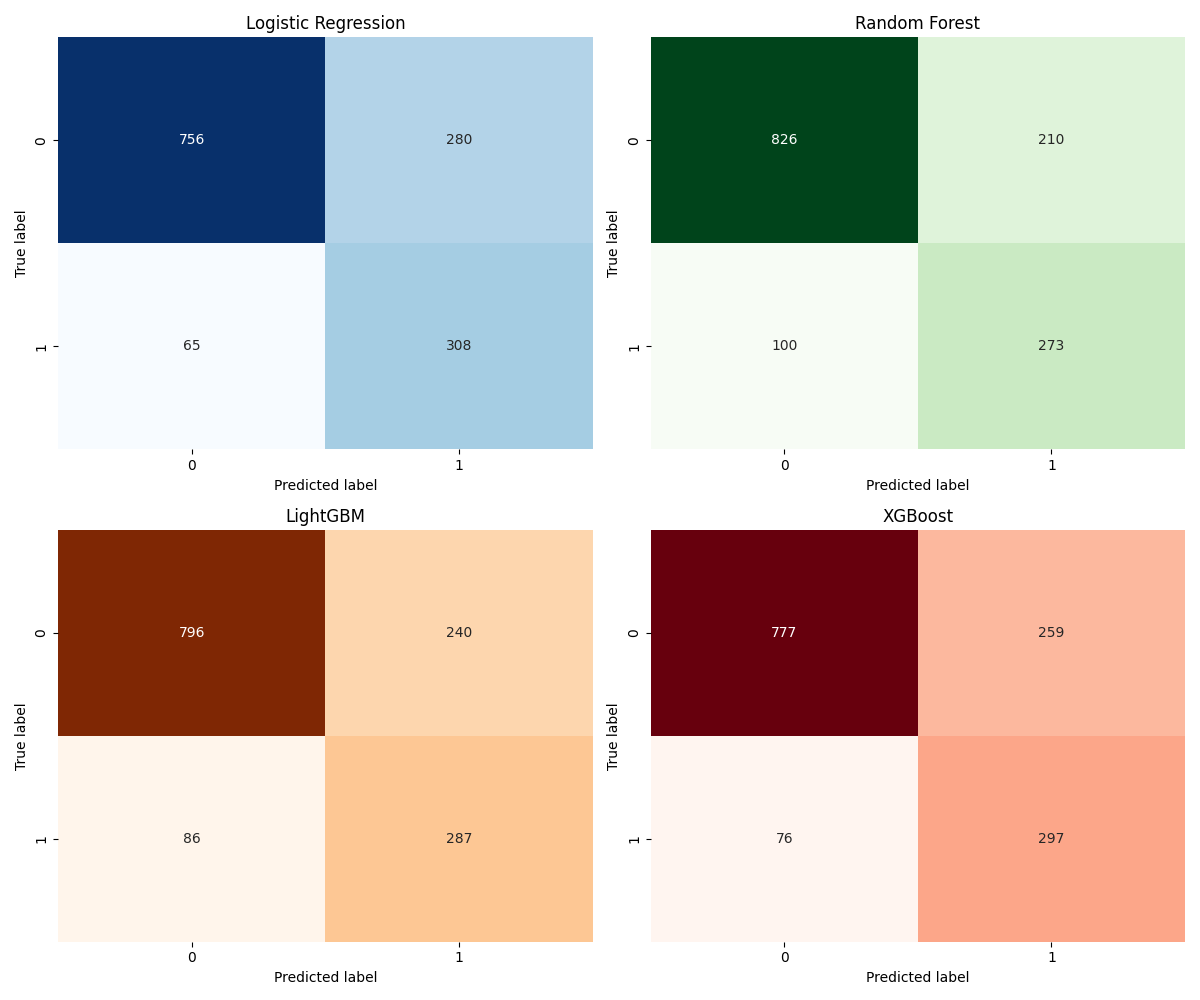 Logistic Regression
True label
0
756
280
1
65
308
0
1
Predicted label
Random Forest
True label
0
826
210
1
100
273
0
1
Predicted label
LightGBM
True label
0
796
240
1
86
287
0
1
Predicted label
XGBoost
True label
0
777
259
1
76
297
0
1
Predicted label